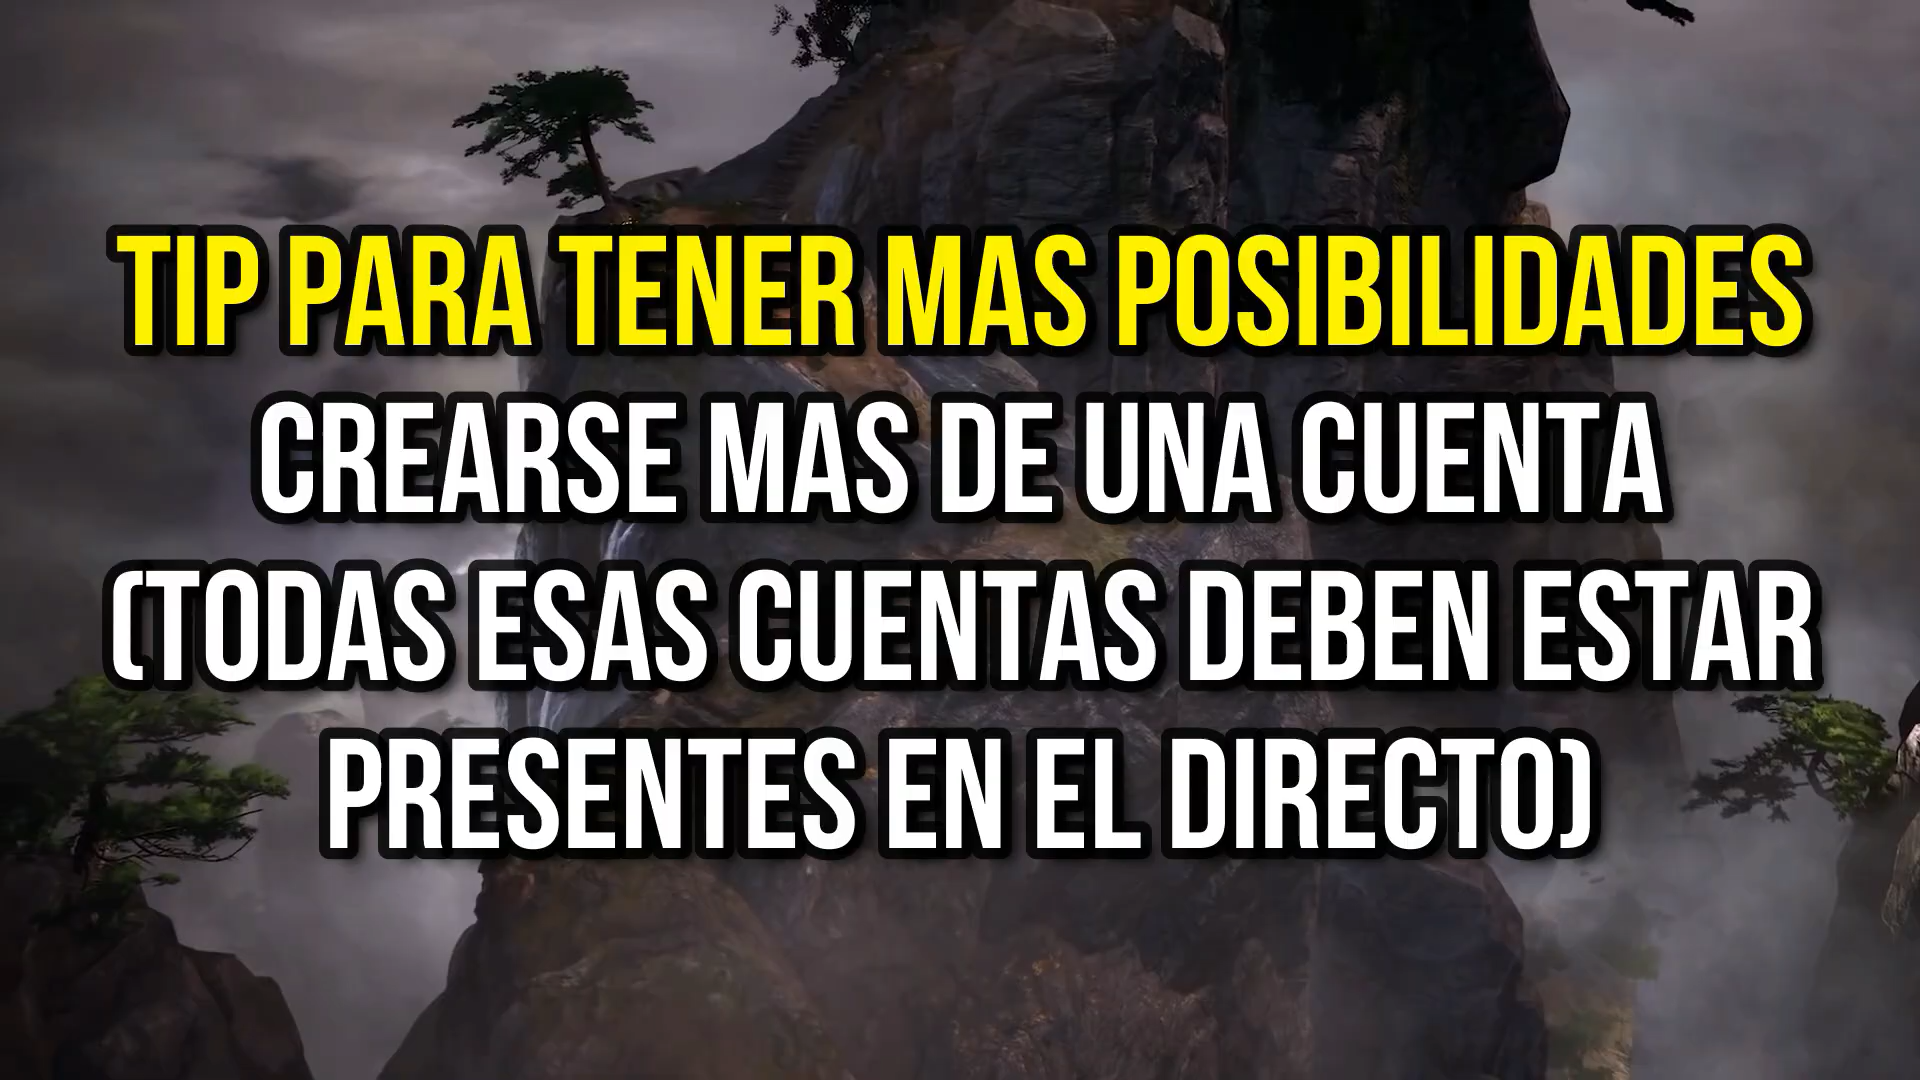 TIP PARA TENER MAS POSIBILIDADES
CREARSE MAS DE UNA CUENTA
(TODAS ESAS CUENTAS DEBEN ESTAR
PRESENTES EN EL DIRECTO)